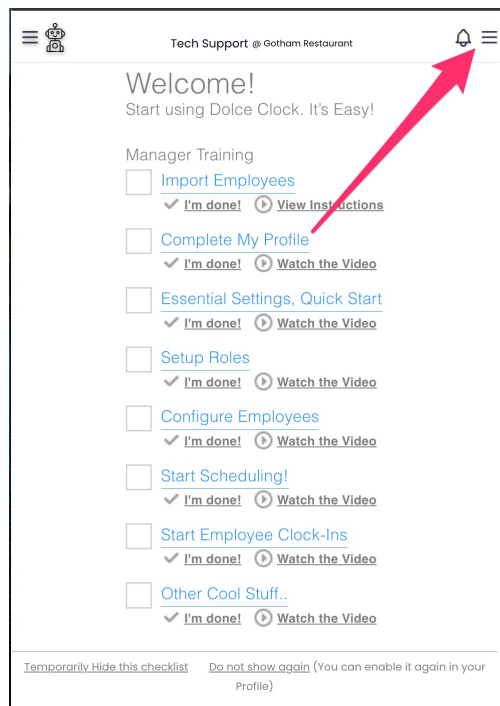 Tech Support @ Gotham Restaurant
Welcome!
Start using Dolce Clock. It's Easy!
Manager Training
Import Employees
I'm done! View Instructions
Complete My Profile
I'm done! Watch the Video
Essential Settings, Quick Start
I'm done! Watch the Video
Setup Roles
I'm done! Watch the Video
Configure Employees
I'm done! Watch the Video
Start Scheduling!
I'm done! Watch the Video
Start Employee Clock-Ins
I'm done! Watch the Video
Other Cool Stuff..
I'm done! Watch the Video
Temporarily Hide this checklist Do not show again (You can enable it again in your
Profile)